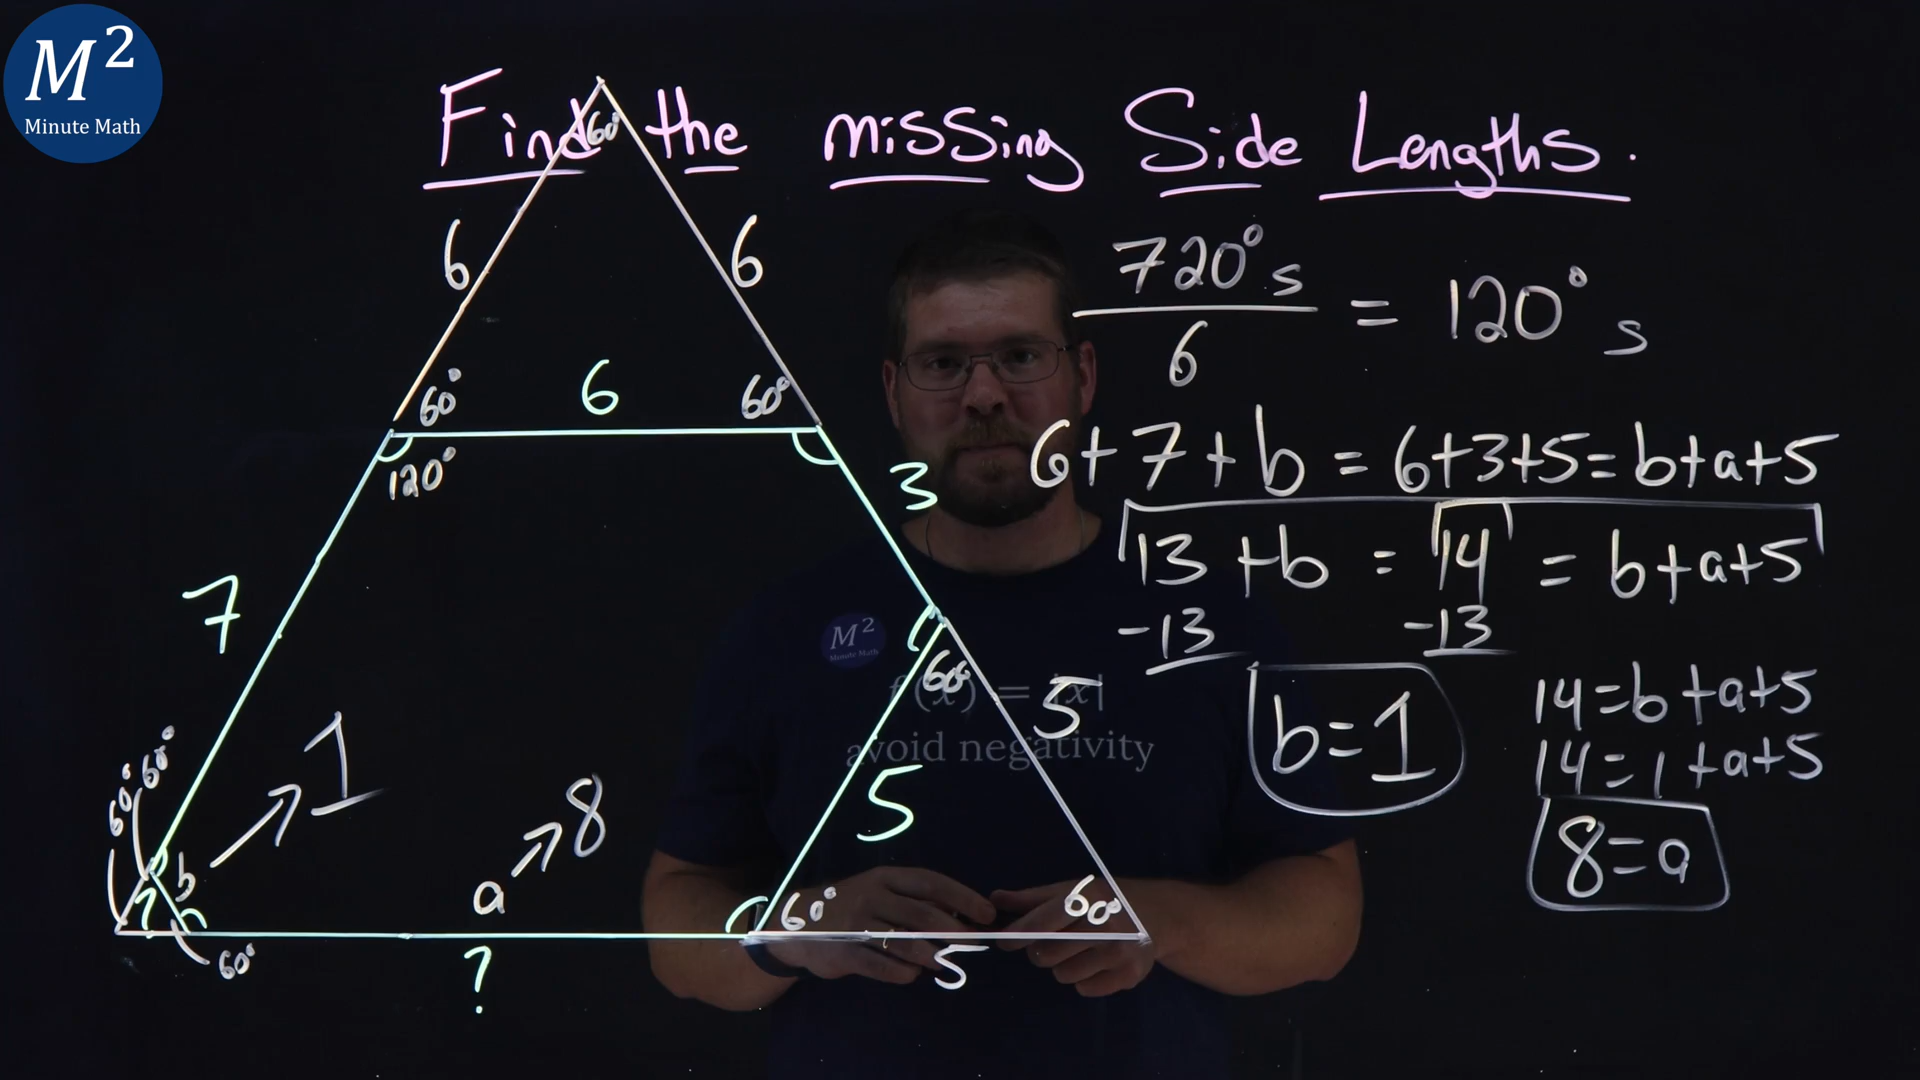 M²
Minute Math
Find the missing Side Lengths.
60°
6
6
720°s
6
= 120°s
60°
6
60°
120°
3
6+7+b = 6+3+5 = b+a+5
13+b = 14 = b+a+5
-13 -13
7
M²
Minute Math
60°
f(x) = |x|
5
avoid negativity
b=1
14=b+a+5
14=1+a+5
8=a
60°
60°
1
8
5
b
?
a
60°
60°
60°
?
5